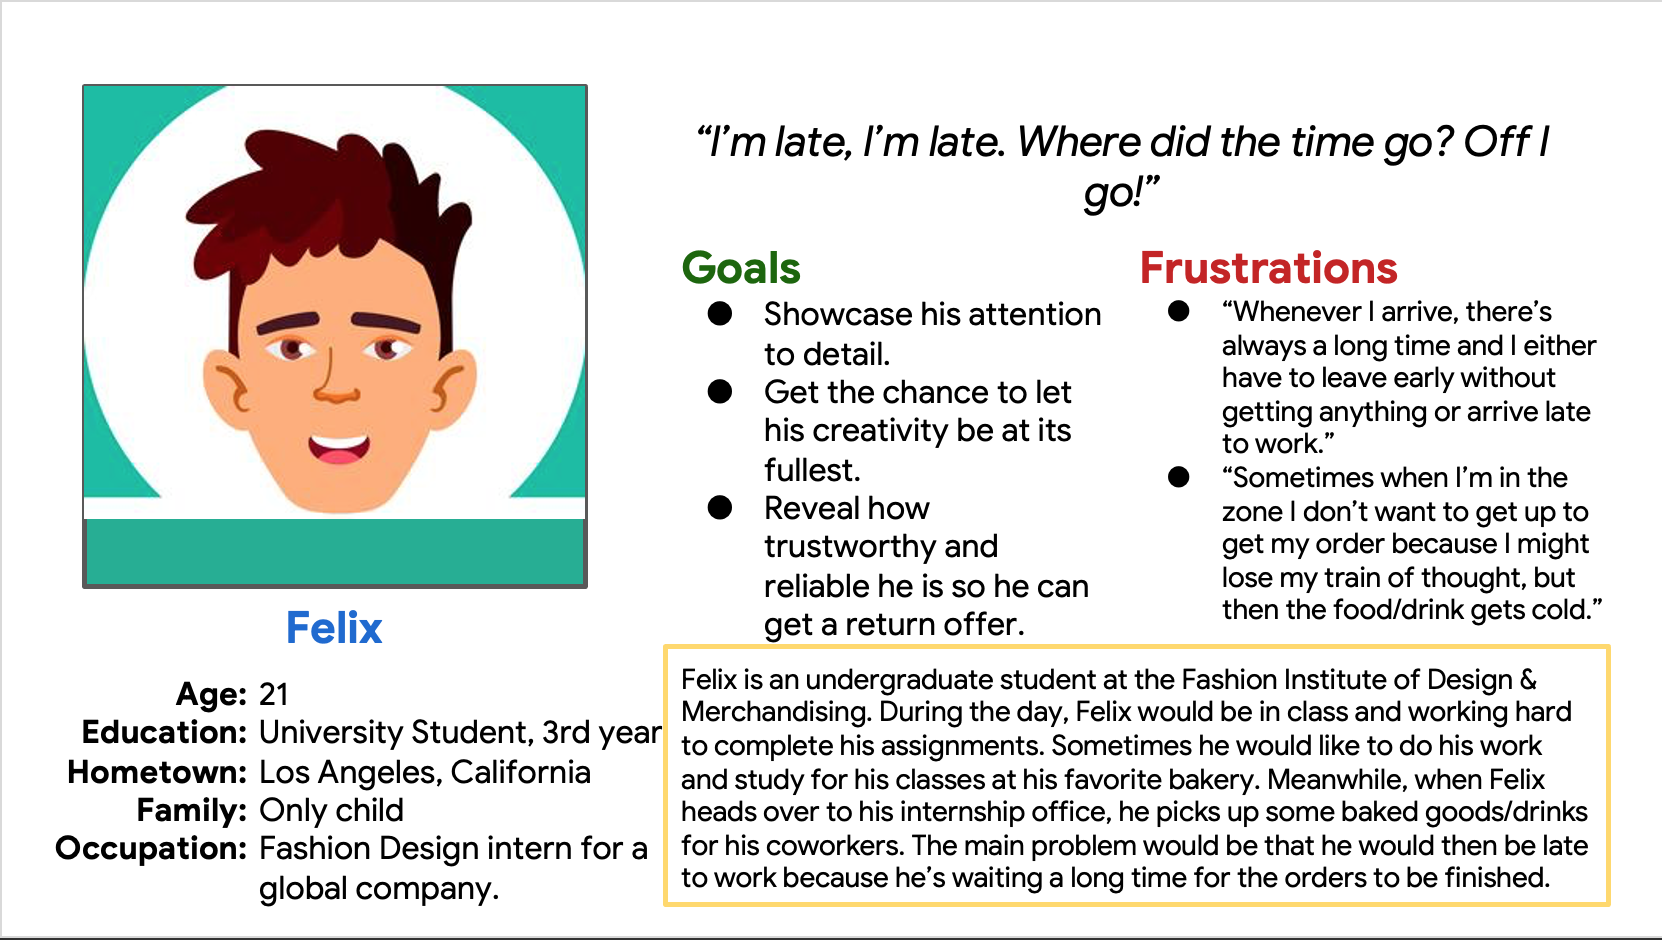 “I’m late, I’m late. Where did the time go? Off I
go!”
Goals
● Showcase his attention
to detail.
● Get the chance to let
his creativity be at its
fullest.
● Reveal how
trustworthy and
reliable he is so he can
get a return offer.
Frustrations
● “Whenever I arrive, there’s
always a long time and I either
have to leave early without
getting anything or arrive late
to work.”
● “Sometimes when I’m in the
zone I don’t want to get up to
get my order because I might
lose my train of thought, but
then the food/drink gets cold.”
Felix
Age: 21
Education: University Student, 3rd year
Hometown: Los Angeles, California
Family: Only child
Occupation: Fashion Design intern for a
global company.
Felix is an undergraduate student at the Fashion Institute of Design &
Merchandising. During the day, Felix would be in class and working hard
to complete his assignments. Sometimes he would like to do his work
and study for his classes at his favorite bakery. Meanwhile, when Felix
heads over to his internship office, he picks up some baked goods/drinks
for his coworkers. The main problem would be that he would then be late
to work because he’s waiting a long time for the orders to be finished.